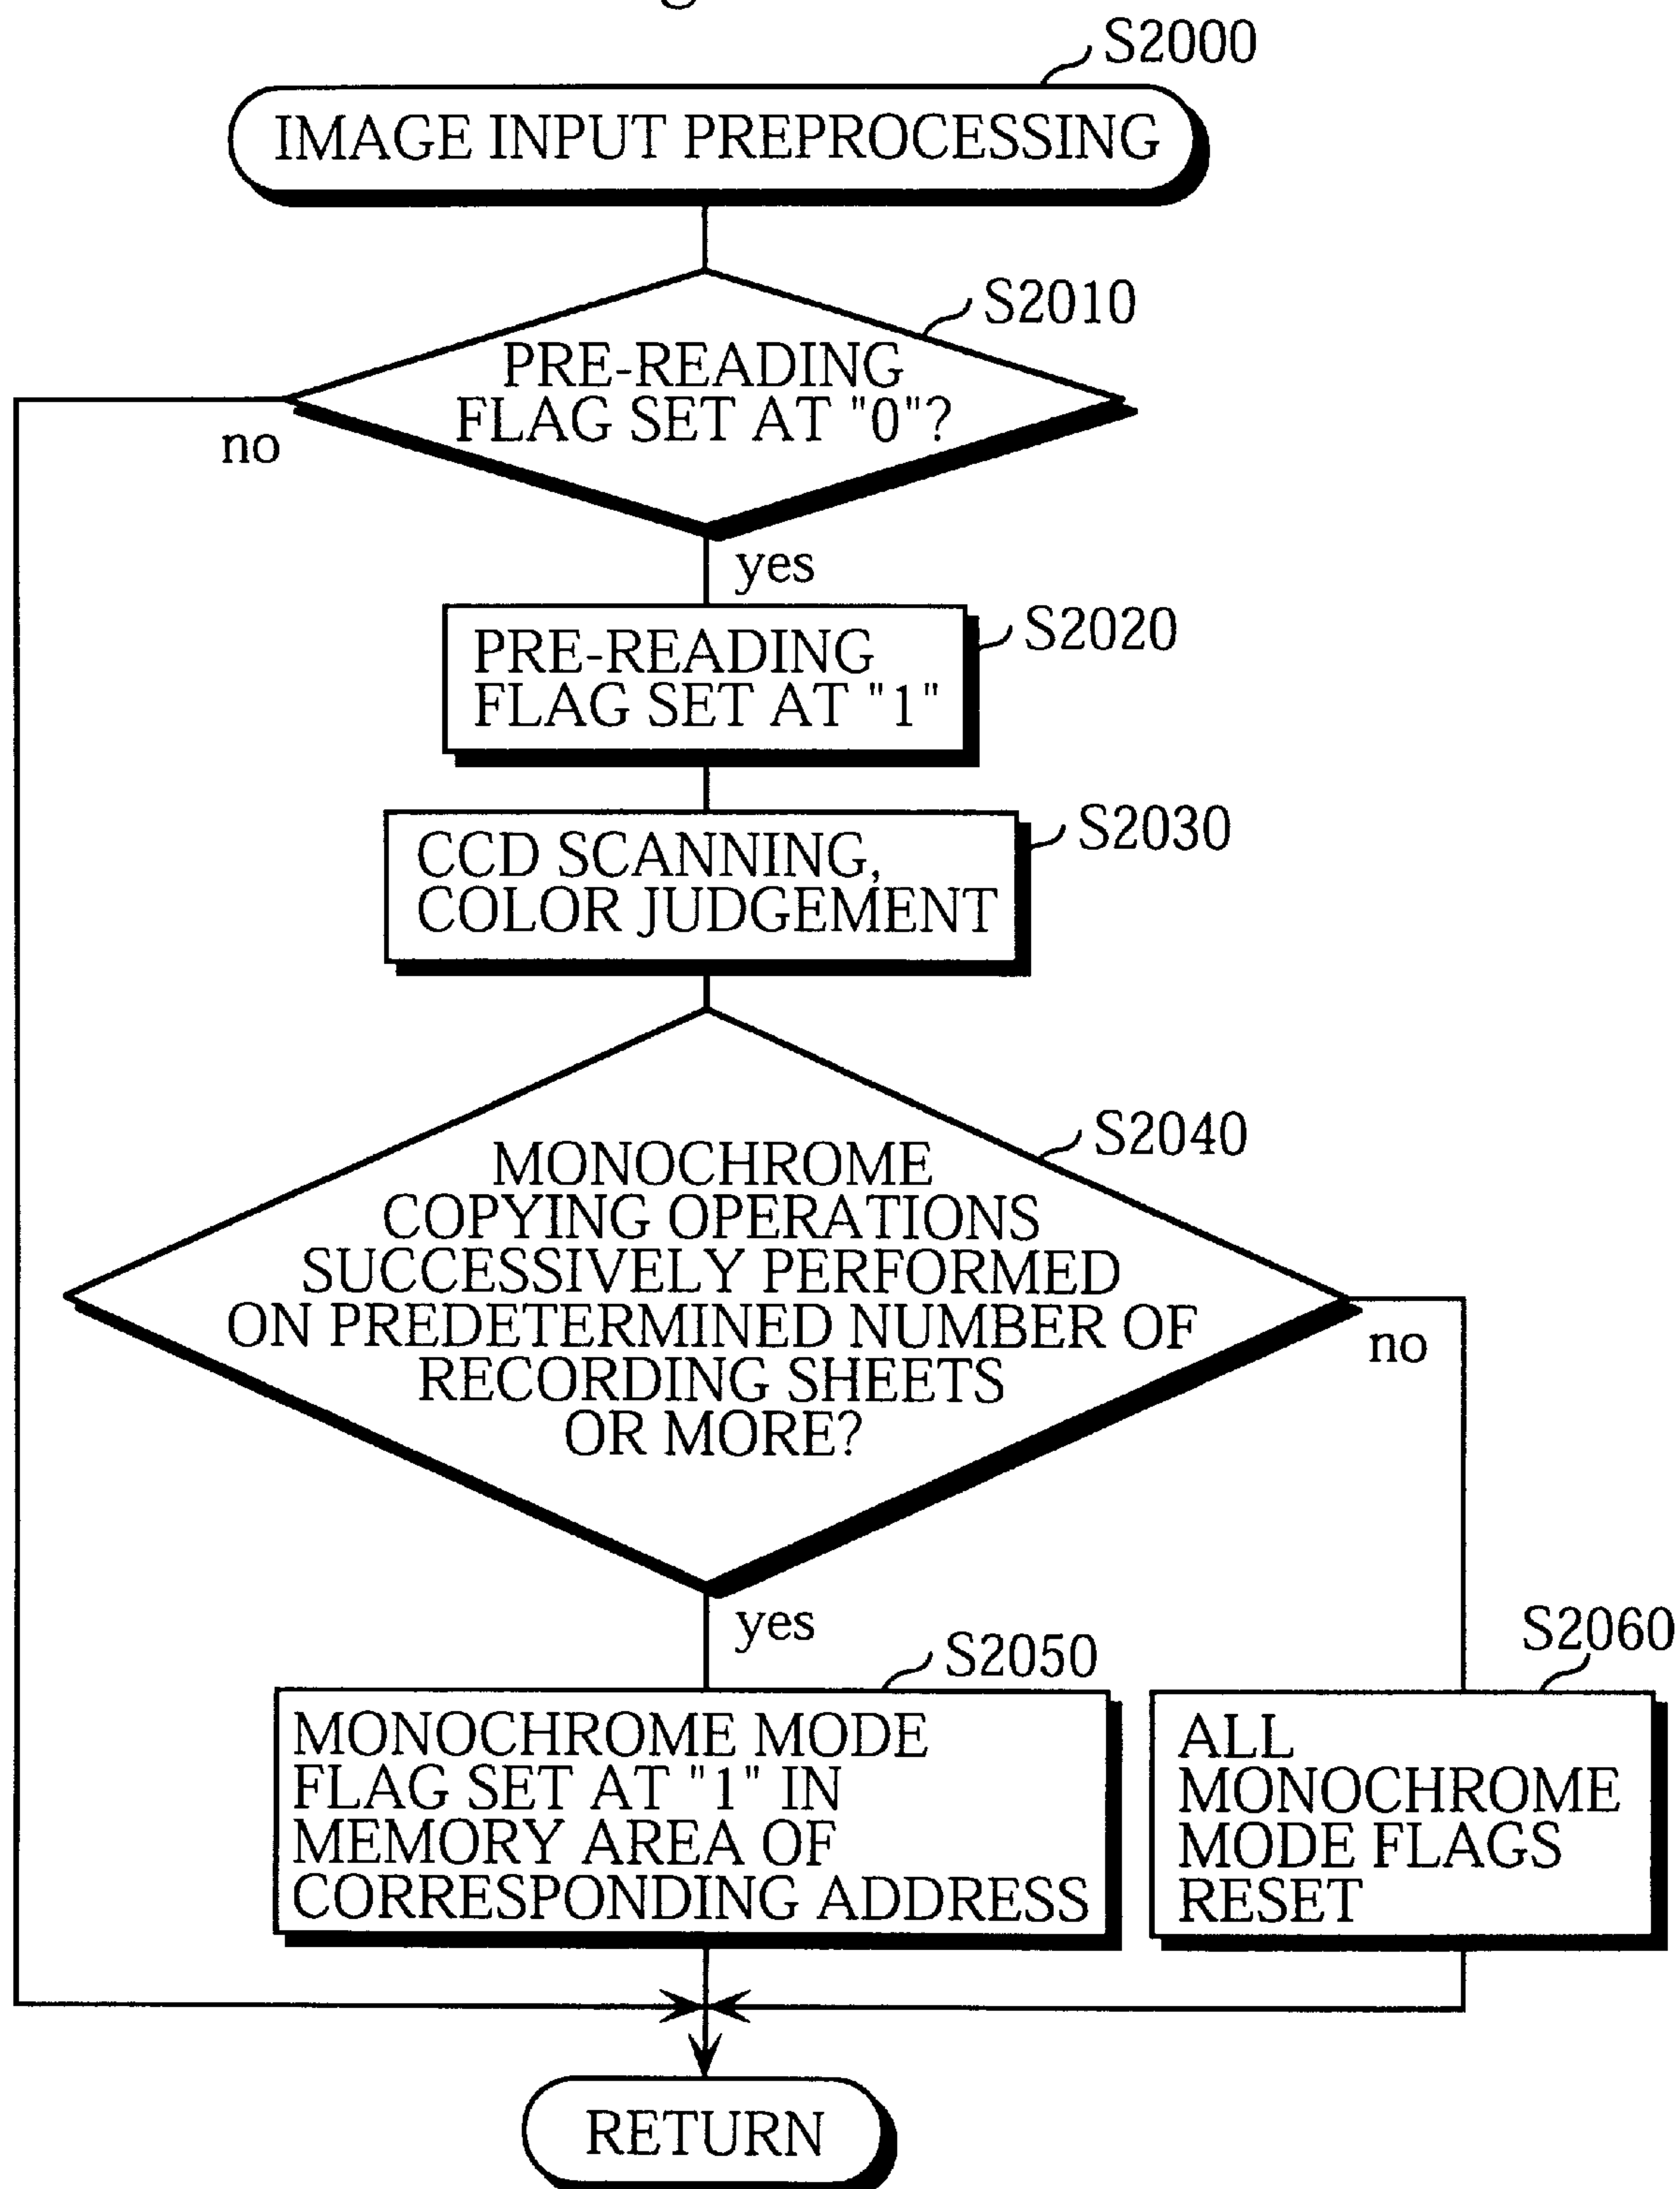 S2000
IMAGE INPUT PREPROCESSING
S2010
PRE-READING
FLAG SET AT "0"?
no
yes
S2020
PRE-READING
FLAG SET AT "1"
S2030
CCD SCANNING,
COLOR JUDGEMENT
S2040
MONOCHROME
COPYING OPERATIONS
SUCCESSIVELY PERFORMED
ON PREDETERMINED NUMBER OF
RECORDING SHEETS
OR MORE?
no
yes
S2050
MONOCHROME MODE
FLAG SET AT "1" IN
MEMORY AREA OF
CORRESPONDING ADDRESS
S2060
ALL
MONOCHROME
MODE FLAGS
RESET
RETURN